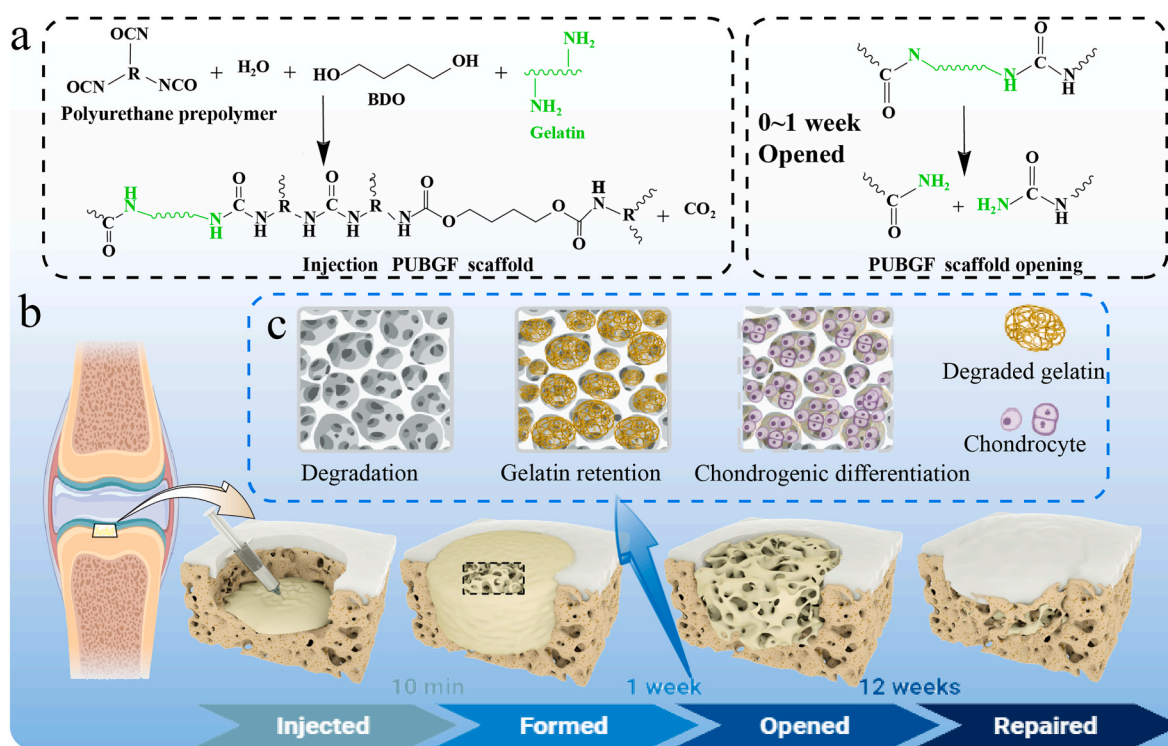 a
OCN
OCN R NCO + H₂O + HO OH + NH₂ NH₂
Polyurethane prepolymer
BDO
Gelatin
O H N N H O N H R N H O N H R N H O O O O H N R + CO₂
Injection PUBGF scaffold
O N N H O N H
0~1 week
Opened
O NH₂ + H₂N O N H
PUBGF scaffold opening
b
c
Degradation
Gelatin retention
Chondrogenic differentiation
Degraded gelatin
Chondrocyte
10 min
1 week
12 weeks
Injected
Formed
Opened
Repaired